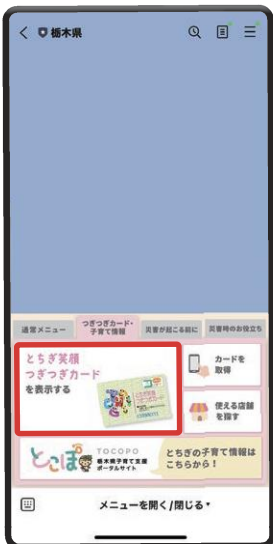 栃木県
通常メニュー
つぎつぎカード・
子育て情報
災害が起こる前に
災害時のお役立ち
とちぎ笑顔
つぎつぎカード
を表示する
カードを
取得
使える店舗
を探す
とこぽ
TOCOPO
栃木県子育て支援
ポータルサイト
とちぎの子育て情報は
こちらから！
メニューを開く/閉じる